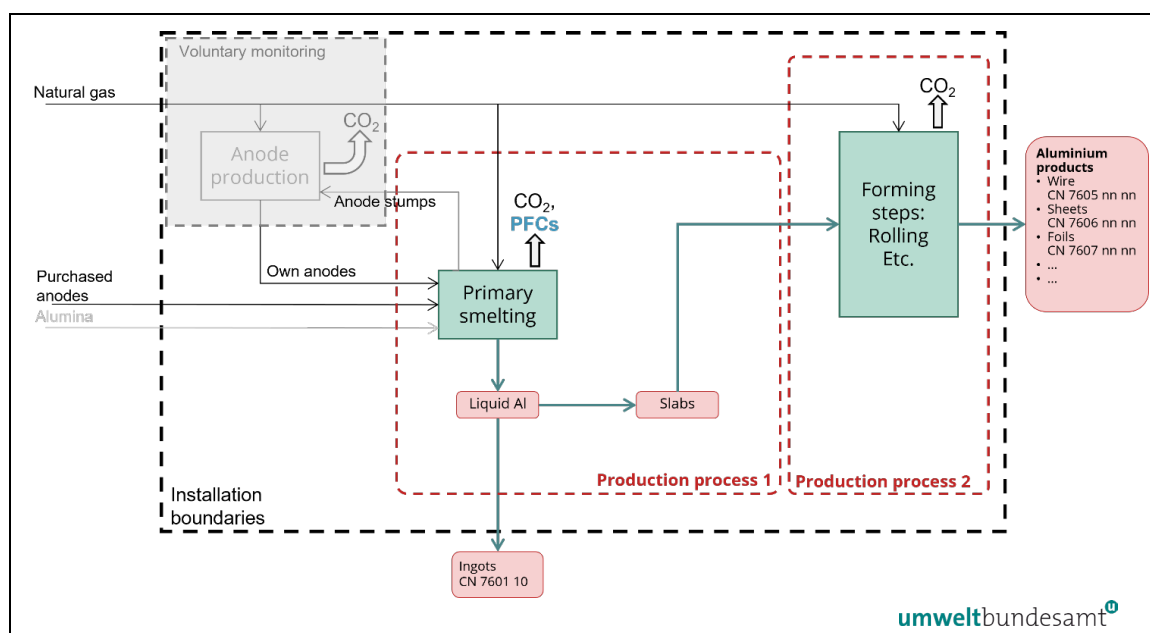 Voluntary monitoring
Natural gas
CO2
Anode
production
Anode stumps
CO2,
PFCs
CO2
Forming
steps:
Rolling
Etc.
Aluminium
products
• Wire
CN 7605 nn nn
• Sheets
CN 7606 nn nn
• Foils
CN 7607 nn nn
• ...
• ...
Own anodes
Purchased
anodes
Alumina
Primary
smelting
Liquid Al
Slabs
Production process 1
Production process 2
Installation
boundaries
Ingots
CN 7601 10
umweltbundesamt u